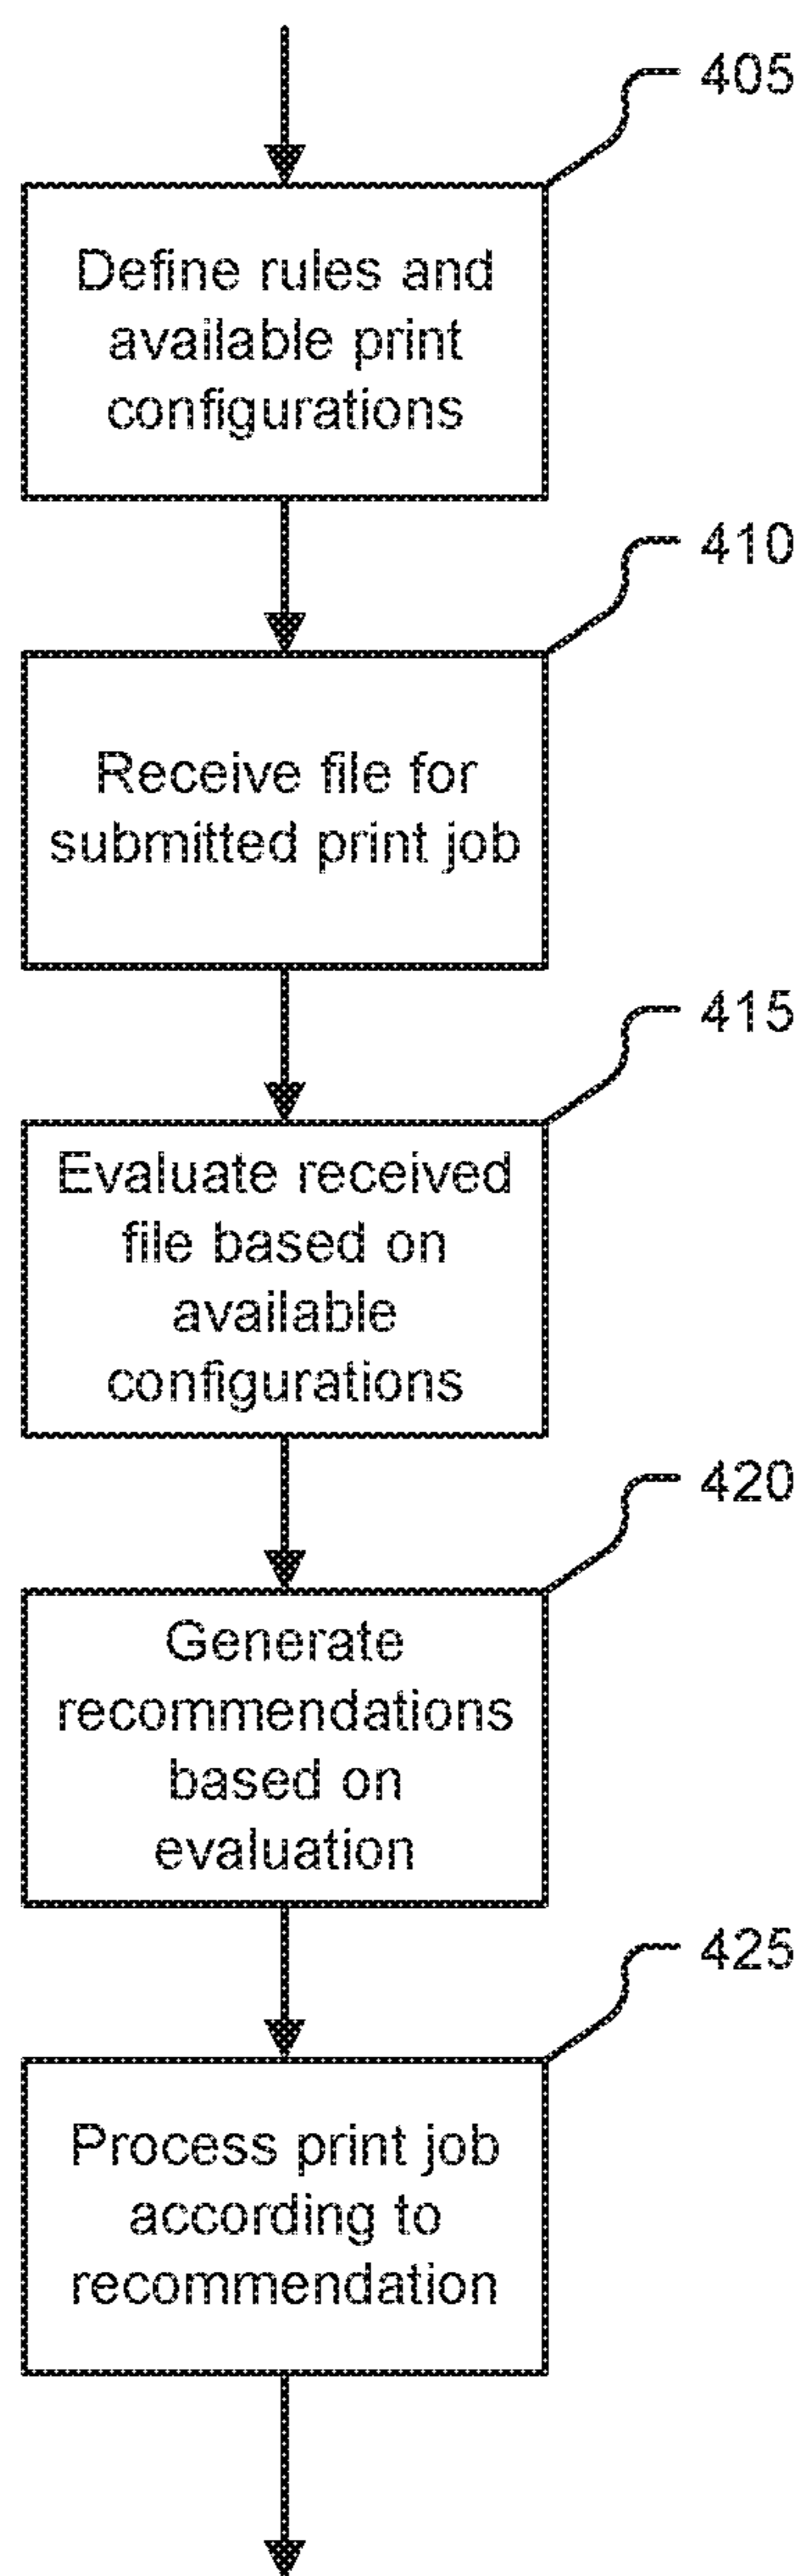 405
Define rules and
available print
configurations
410
Receive file for
submitted print job
415
Evaluate received
file based on
available
configurations
420
Generate
recommendations
based on
evaluation
425
Process print job
according to
recommendation